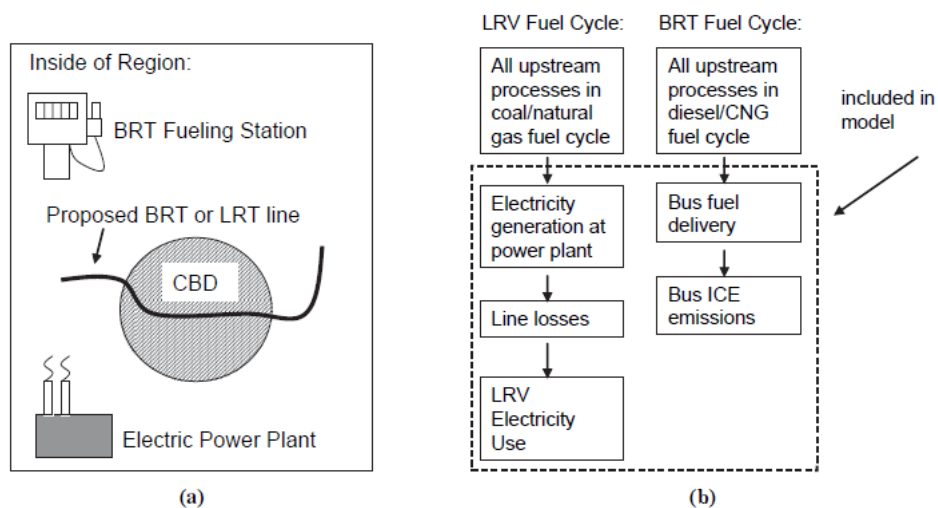 Inside of Region:
BRT Fueling Station
Proposed BRT or LRT line
CBD
Electric Power Plant
(a)
LRV Fuel Cycle:
All upstream
processes in
coal/natural
gas fuel cycle
Electricity
generation at
power plant
Line losses
LRV
Electricity
Use
BRT Fuel Cycle:
All upstream
processes in
diesel/CNG
fuel cycle
Bus fuel
delivery
Bus ICE
emissions
included in
model
(b)